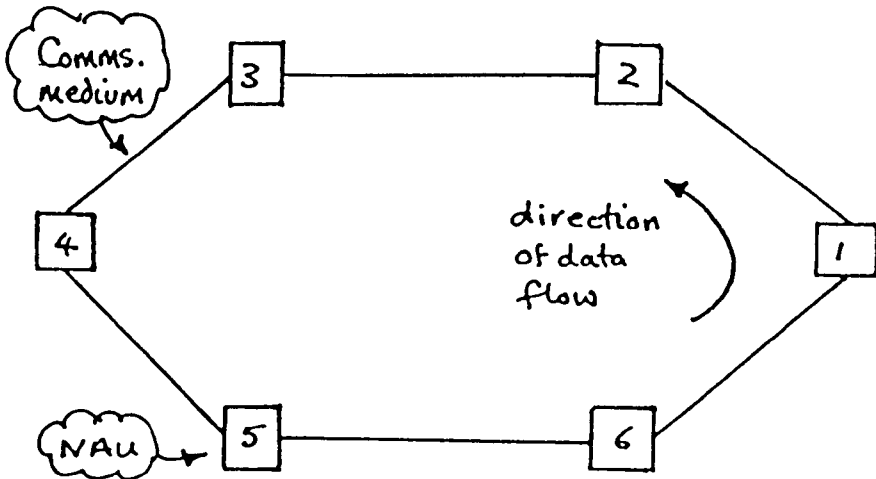 Comms.
medium
3
2
4
direction
of data
flow
1
NAU
5
6